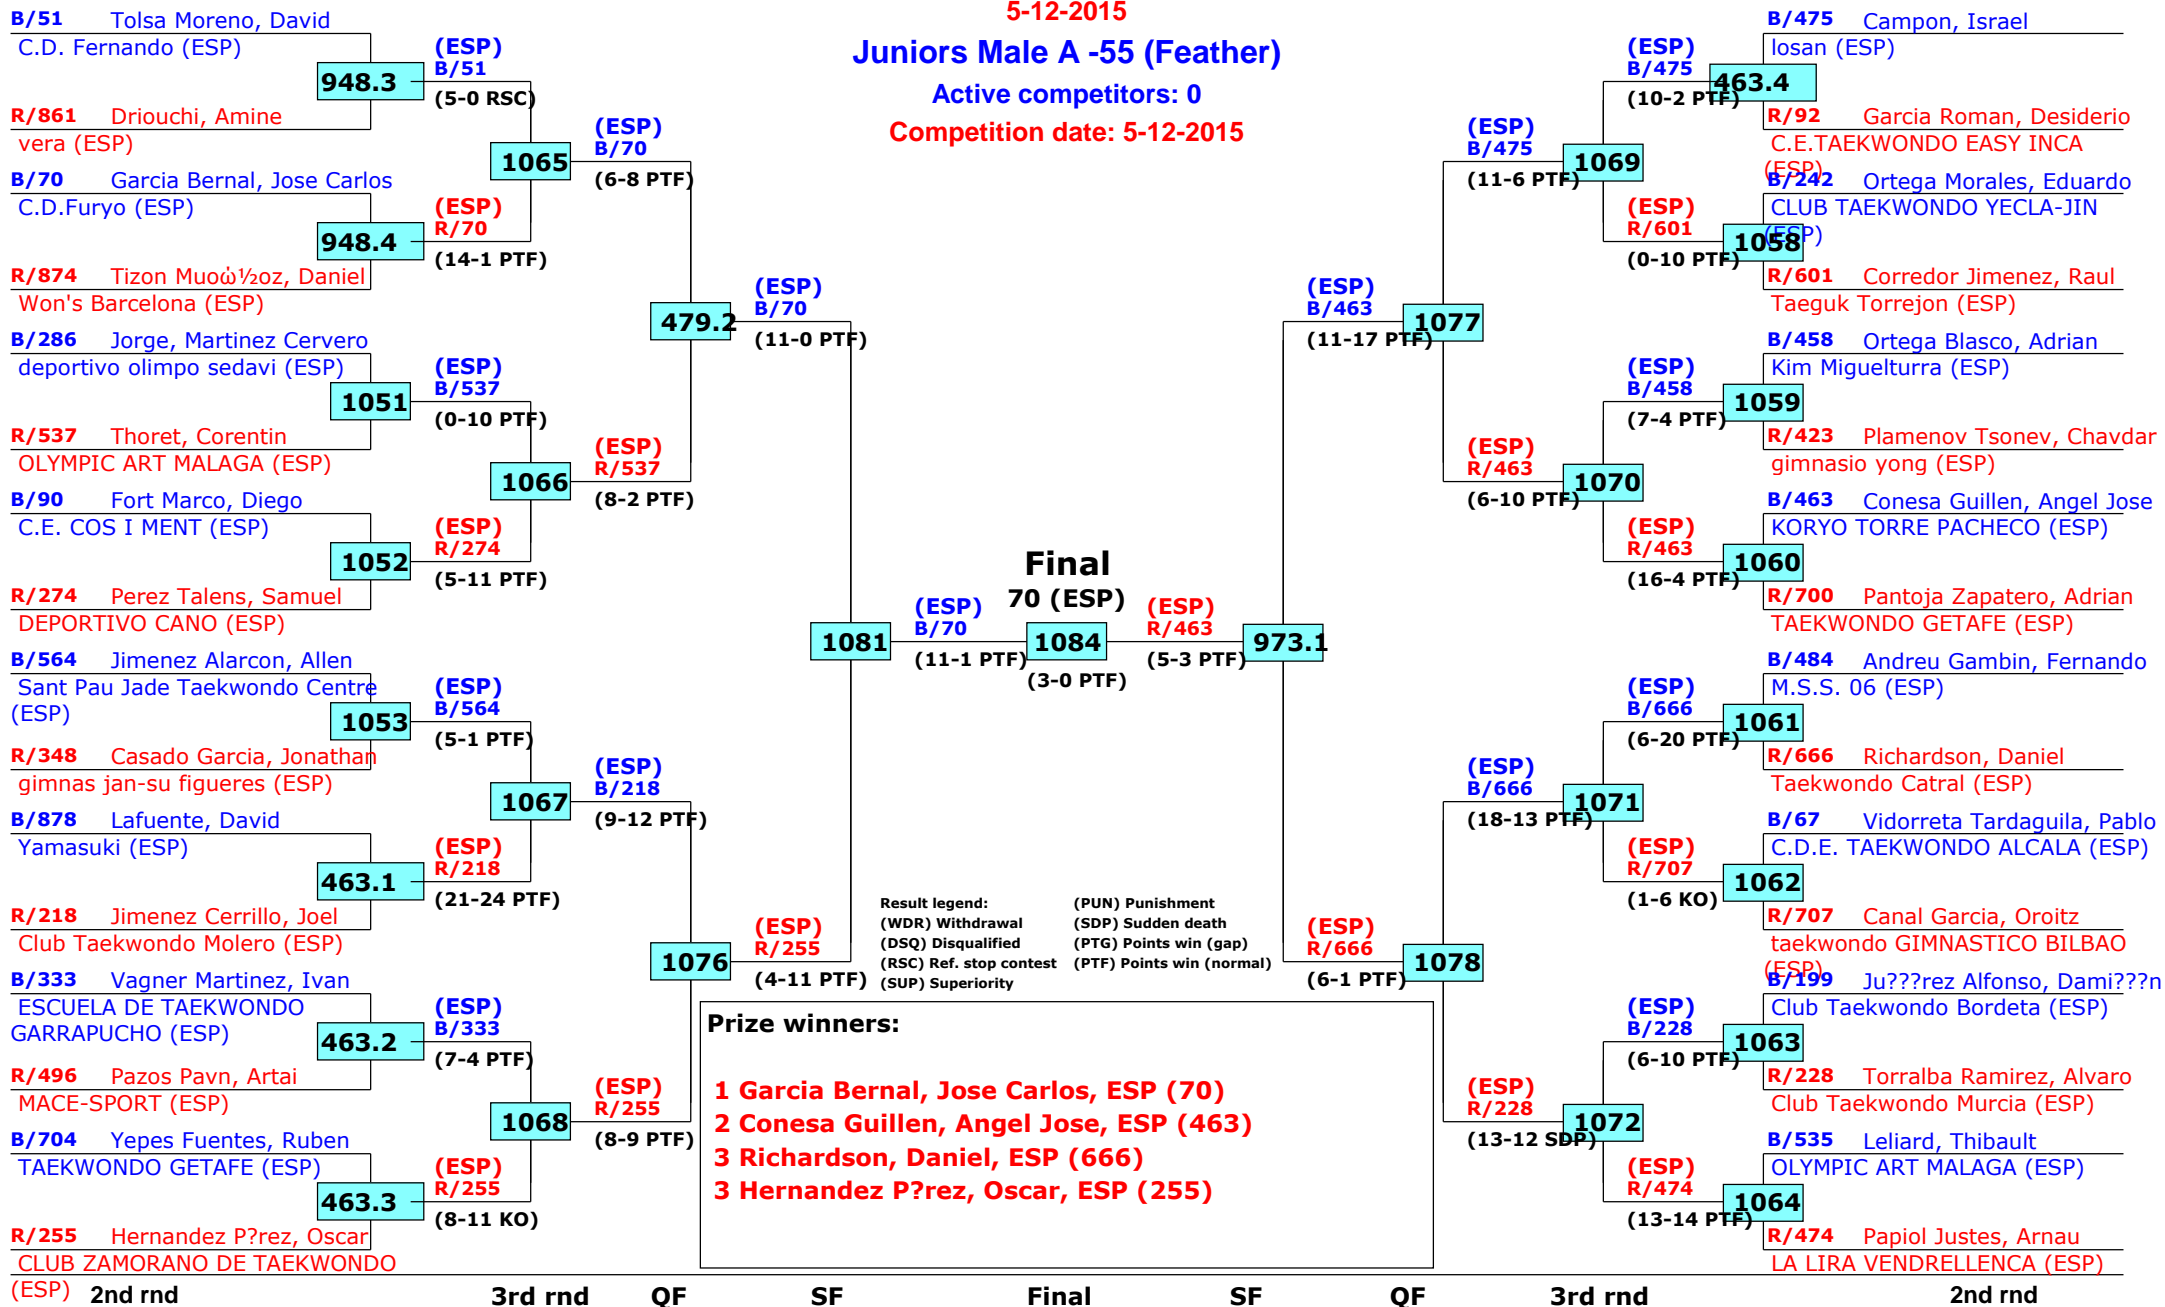 5-12-2015
Juniors Male A -55 (Feather)
Active competitors: 0
Competition date: 5-12-2015
B/51 Tolsa Moreno, David
C.D. Fernando (ESP)
948.3
R/861 Driouchi, Amine
vera (ESP)
B/70 Garcia Bernal, Jose Carlos
C.D.Furyo (ESP)
948.4
R/874 Tizon Muoώ½oz, Daniel
Won's Barcelona (ESP)
B/286 Jorge, Martinez Cervero
deportivo olimpo sedavi (ESP)
1051
R/537 Thoret, Corentin
OLYMPIC ART MALAGA (ESP)
B/90 Fort Marco, Diego
C.E. COS I MENT (ESP)
1052
R/274 Perez Talens, Samuel
DEPORTIVO CANO (ESP)
B/564 Jimenez Alarcon, Allen
Sant Pau Jade Taekwondo Centre
(ESP)
1053
R/348 Casado Garcia, Jonathan
gimnas jan-su figueres (ESP)
B/878 Lafuente, David
Yamasuki (ESP)
463.1
R/218 Jimenez Cerrillo, Joel
Club Taekwondo Molero (ESP)
B/333 Vagner Martinez, Ivan
ESCUELA DE TAEKWONDO
GARRAPUCHO (ESP)
463.2
R/496 Pazos Pavn, Artai
MACE-SPORT (ESP)
B/704 Yepes Fuentes, Ruben
TAEKWONDO GETAFE (ESP)
463.3
R/255 Hernandez P?rez, Oscar
CLUB ZAMORANO DE TAEKWONDO
(ESP)
(ESP)
B/51
(5-0 RSC)
1065
(ESP)
R/70
(14-1 PTF)
(ESP)
B/537
(0-10 PTF)
1066
(ESP)
R/274
(5-11 PTF)
(ESP)
B/564
(5-1 PTF)
1067
(ESP)
R/218
(21-24 PTF)
(ESP)
B/333
(7-4 PTF)
1068
(ESP)
R/255
(8-11 KO)
(ESP)
B/70
(6-8 PTF)
479.2
(ESP)
R/537
(8-2 PTF)
(ESP)
B/218
(9-12 PTF)
1076
(ESP)
R/255
(8-9 PTF)
(ESP)
B/70
(11-0 PTF)
1081
(ESP)
R/255
(4-11 PTF)
(ESP)
B/70
(11-1 PTF)
Final
70 (ESP)
1084
(3-0 PTF)
(ESP)
R/463
(5-3 PTF)
973.1
(ESP)
B/463
(11-17 PTF)
1077
(ESP)
R/666
(6-1 PTF)
1078
(ESP)
B/475
(11-6 PTF)
1069
(ESP)
R/463
(6-10 PTF)
1070
(ESP)
B/666
(18-13 PTF)
1071
(ESP)
R/228
(13-12 SDP)
1072
(ESP)
B/475
(10-2 PTF)
(ESP)
R/601
(0-10 PTF)
(ESP)
B/458
(7-4 PTF)
(ESP)
R/463
(16-4 PTF)
(ESP)
B/666
(6-20 PTF)
(ESP)
R/707
(1-6 KO)
(ESP)
B/228
(6-10 PTF)
(ESP)
R/474
(13-14 PTF)
B/475 Campon, Israel
losan (ESP)
463.4
R/92 Garcia Roman, Desiderio
C.E.TAEKWONDO EASY INCA
(ESP)
B/242 Ortega Morales, Eduardo
CLUB TAEKWONDO YECLA-JIN
(ESP)
1058
R/601 Corredor Jimenez, Raul
Taeguk Torrejon (ESP)
B/458 Ortega Blasco, Adrian
Kim Miguelturra (ESP)
1059
R/423 Plamenov Tsonev, Chavdar
gimnasio yong (ESP)
B/463 Conesa Guillen, Angel Jose
KORYO TORRE PACHECO (ESP)
1060
R/700 Pantoja Zapatero, Adrian
TAEKWONDO GETAFE (ESP)
B/484 Andreu Gambin, Fernando
M.S.S. 06 (ESP)
1061
R/666 Richardson, Daniel
Taekwondo Catral (ESP)
B/67 Vidorreta Tardaguila, Pablo
C.D.E. TAEKWONDO ALCALA (ESP)
1062
R/707 Canal Garcia, Oroitz
taekwondo GIMNASTICO BILBAO
(ESP)
B/199 Ju???rez Alfonso, Dami???n
Club Taekwondo Bordeta (ESP)
1063
R/228 Torralba Ramirez, Alvaro
Club Taekwondo Murcia (ESP)
B/535 Leliard, Thibault
OLYMPIC ART MALAGA (ESP)
1064
R/474 Papiol Justes, Arnau
LA LIRA VENDRELLENCA (ESP)
Result legend:
(WDR) Withdrawal
(DSQ) Disqualified
(RSC) Ref. stop contest
(SUP) Superiority
(PUN) Punishment
(SDP) Sudden death
(PTG) Points win (gap)
(PTF) Points win (normal)
Prize winners:
1 Garcia Bernal, Jose Carlos, ESP (70)
2 Conesa Guillen, Angel Jose, ESP (463)
3 Richardson, Daniel, ESP (666)
3 Hernandez P?rez, Oscar, ESP (255)
2nd rnd 3rd rnd QF SF Final SF QF 3rd rnd 2nd rnd